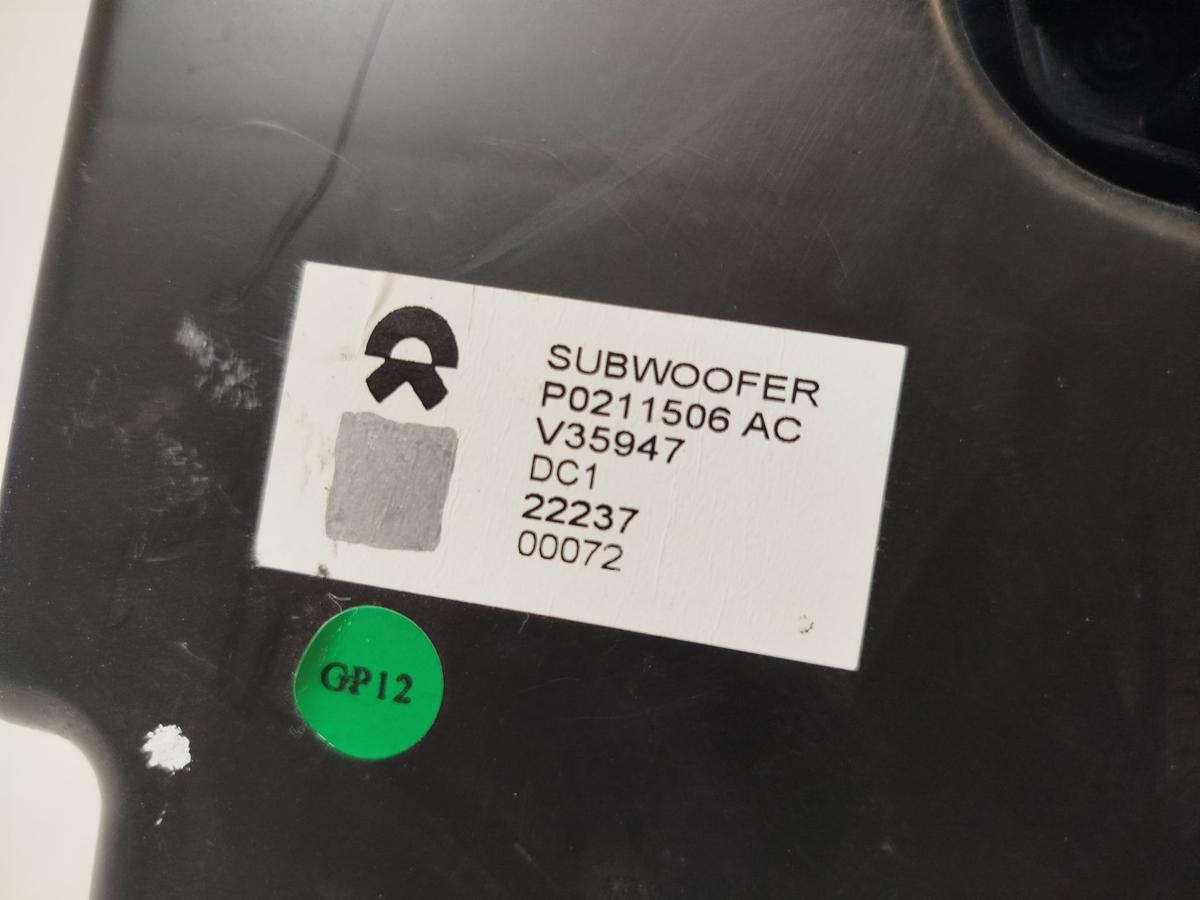 SUBWOOFER
P0211506 AC
V35947
DC1
22237
00072
GP12